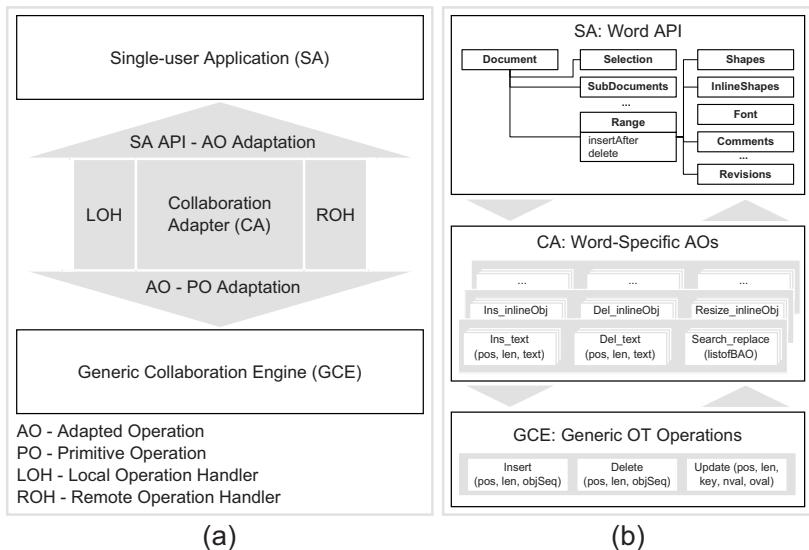 Single-user Application (SA)
SA API - AO Adaptation
LOH
Collaboration
Adapter (CA)
ROH
AO - PO Adaptation
Generic Collaboration Engine (GCE)
AO - Adapted Operation
PO - Primitive Operation
LOH - Local Operation Handler
ROH - Remote Operation Handler
(a)
SA: Word API
Document
Selection
SubDocuments
...
Range
insertAfter
delete
Shapes
InlineShapes
Font
Comments
...
Revisions
CA: Word-Specific AOs
... ... ...
Ins_inlineObj Del_inlineObj Resize_inlineObj
Ins_text Del_text Search_replace
(pos, len, text) (pos, len, text) (listofBAO)
GCE: Generic OT Operations
Insert Delete Update (pos, len,
(pos, len, objSeq) (pos, len, objSeq) key, nval, oval)
(b)